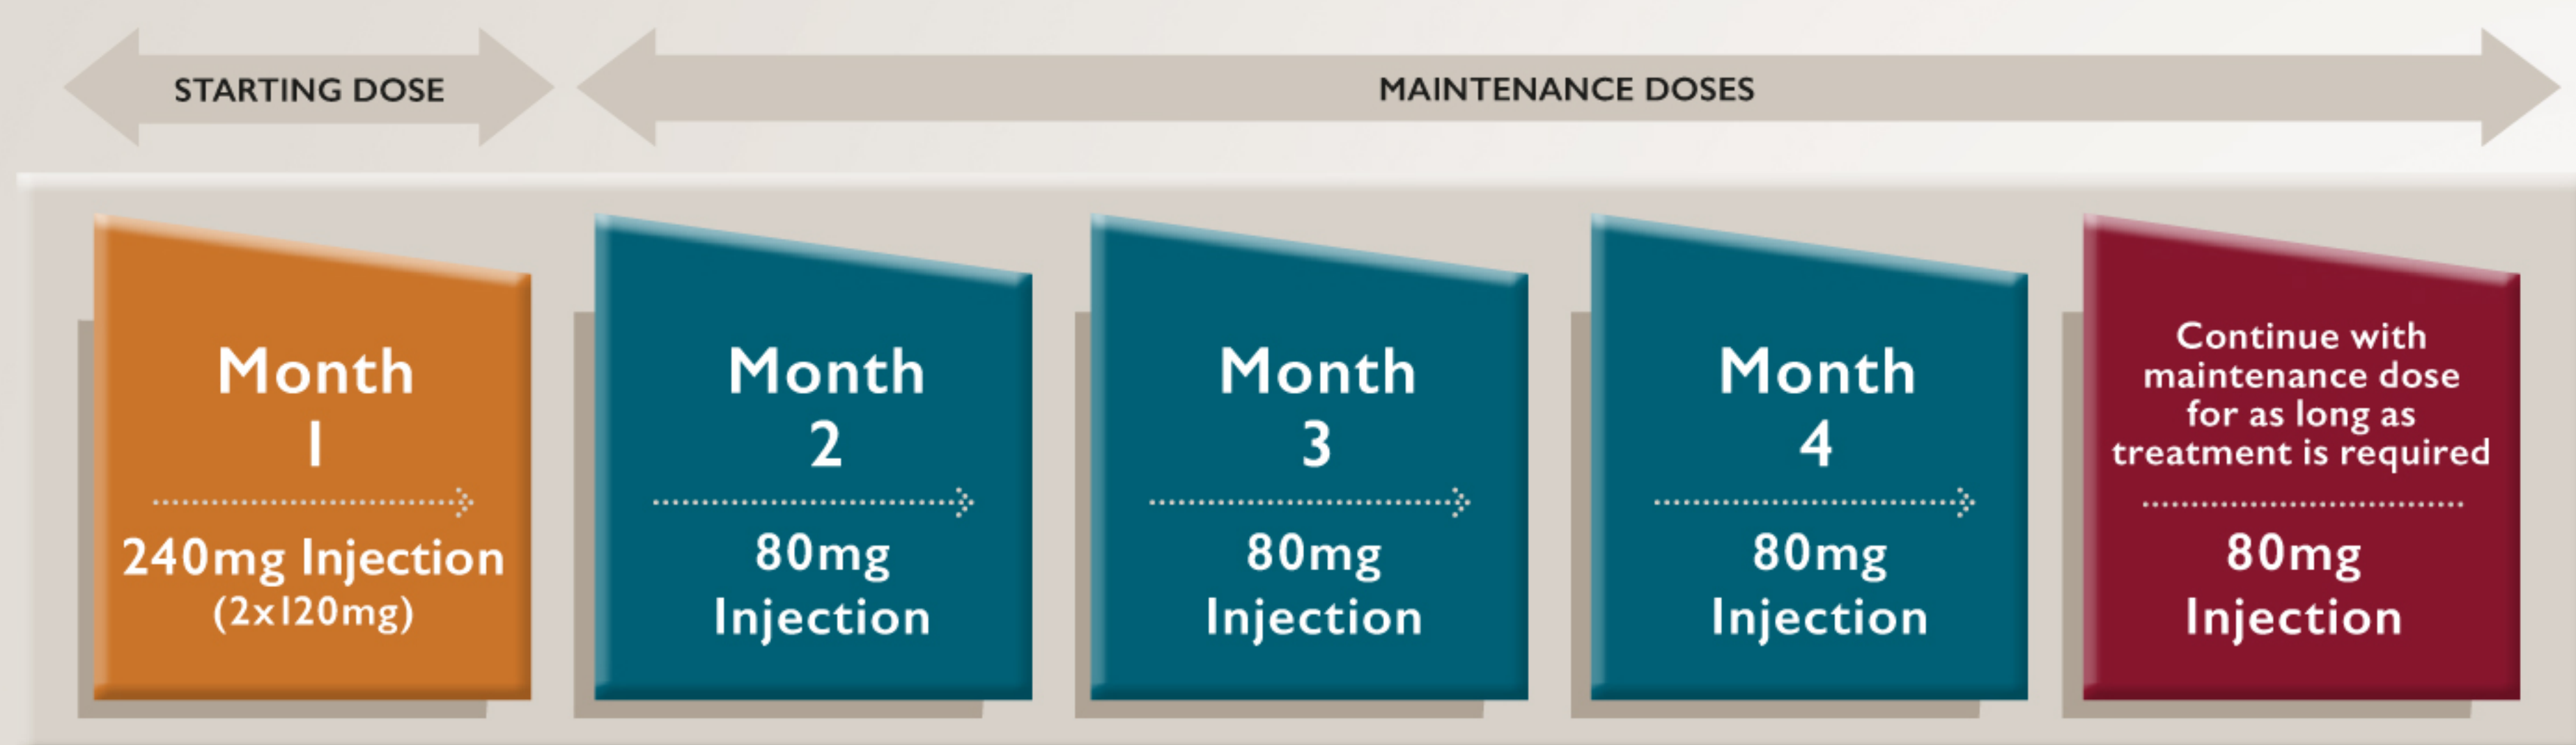 STARTING DOSE
MAINTENANCE DOSES
Month
1
240mg Injection
(2x120mg)
Month
2
80mg
Injection
Month
3
80mg
Injection
Month
4
80mg
Injection
Continue with
maintenance dose
for as long as
treatment is required
80mg
Injection